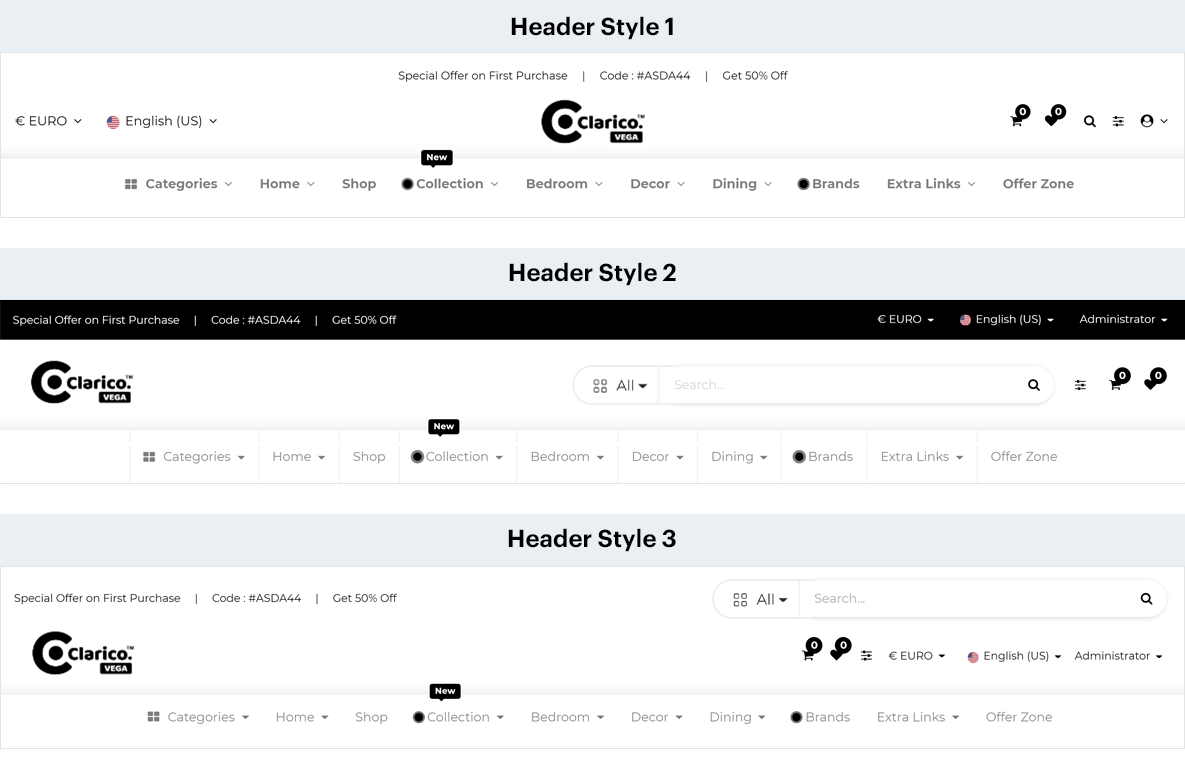 Header Style 1
Special Offer on First Purchase | Code : #ASDA44 | Get 50% Off
€ EURO English (US) Clarico.™ VEGA 0 0
New
Categories Home Shop Collection Bedroom Decor Dining Brands Extra Links Offer Zone
Header Style 2
Special Offer on First Purchase | Code : #ASDA44 | Get 50% Off € EURO English (US) Administrator
Clarico.™ VEGA All Search... 0 0
New
Categories Home Shop Collection Bedroom Decor Dining Brands Extra Links Offer Zone
Header Style 3
Special Offer on First Purchase | Code : #ASDA44 | Get 50% Off All Search...
Clarico.™ VEGA 0 0 € EURO English (US) Administrator
New
Categories Home Shop Collection Bedroom Decor Dining Brands Extra Links Offer Zone